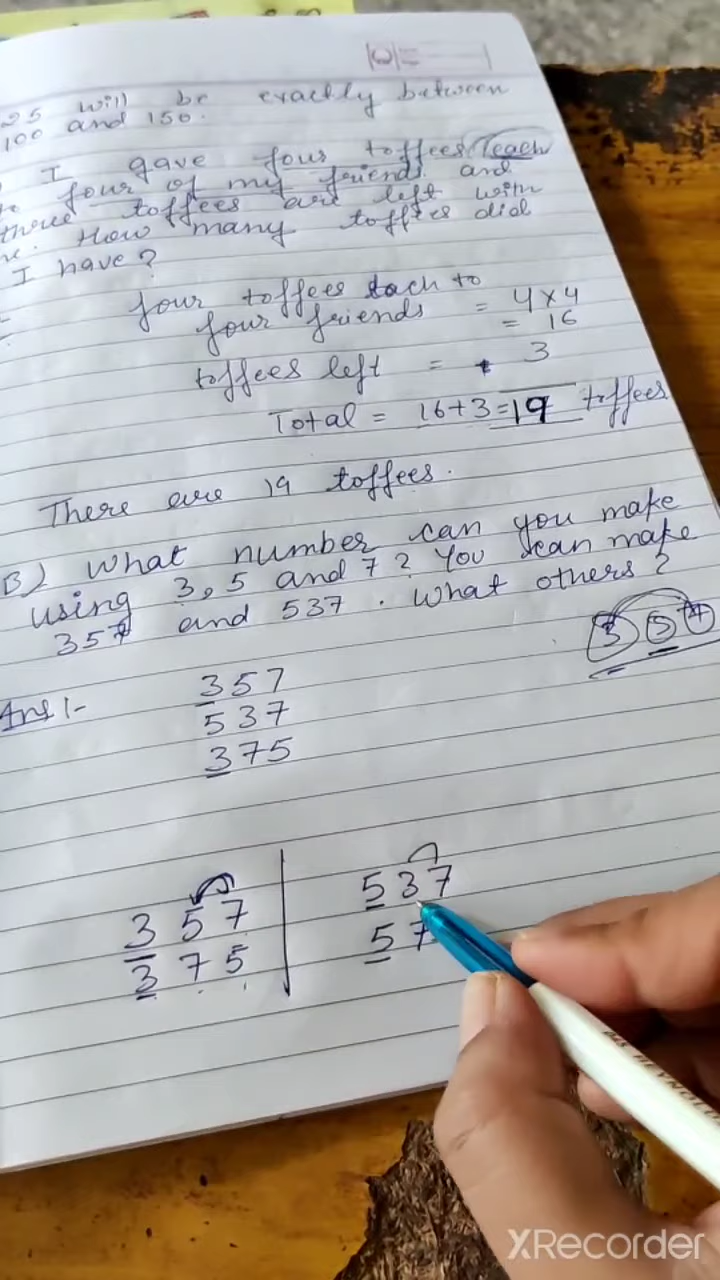 25 will be exactly between
100 and 150.
I gave four toffees each
four of my friends and
three toffees are left with
How many toffies did
I have?
four toffees each to
four friends = 4×4
= 16
toffees left = 3
Total = 16+3=19 toffees
There are 19 toffees.
B) What number can you make
using 3, 5 and 7? You can make
357 and 537. What others?
3 5 7
Ans:-
357
537
375
357
375
537
57
XRecorder